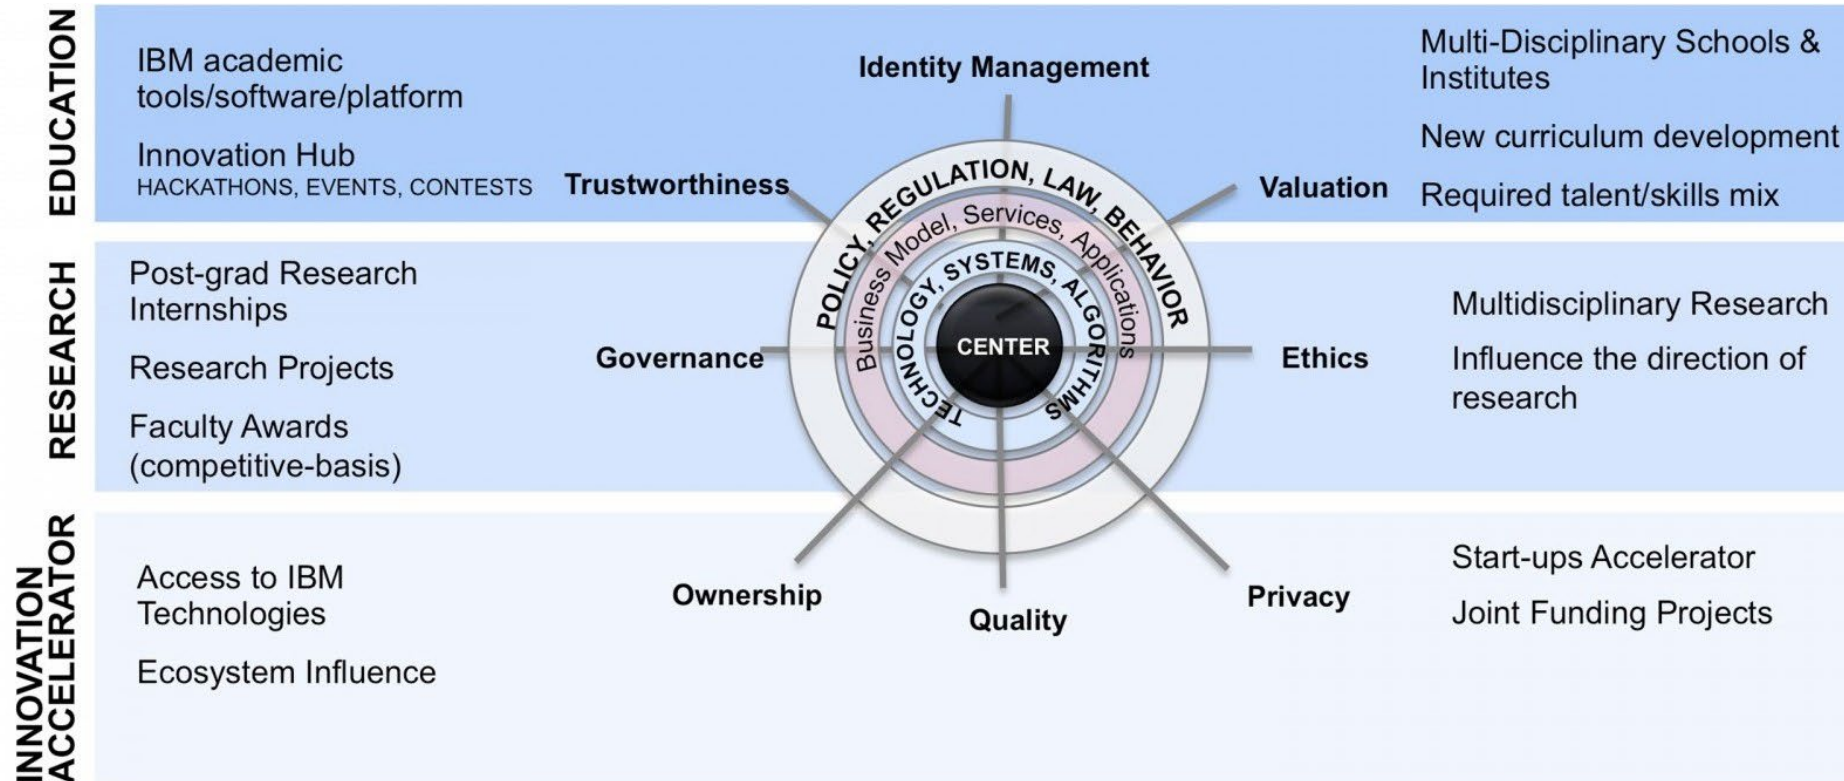 EDUCATION
IBM academic
tools/software/platform
Innovation Hub
HACKATHONS, EVENTS, CONTESTS
Identity Management
Trustworthiness
Valuation
Multi-Disciplinary Schools &
Institutes
New curriculum development
Required talent/skills mix
RESEARCH
Post-grad Research
Internships
Research Projects
Faculty Awards
(competitive-basis)
Governance
POLICY, REGULATION, LAW, BEHAVIOR
Business Model, Services, Applications
TECHNOLOGY, SYSTEMS, ALGORITHMS
CENTER
Ethics
Multidisciplinary Research
Influence the direction of
research
INNOVATION
ACCELERATOR
Access to IBM
Technologies
Ecosystem Influence
Ownership
Quality
Privacy
Start-ups Accelerator
Joint Funding Projects